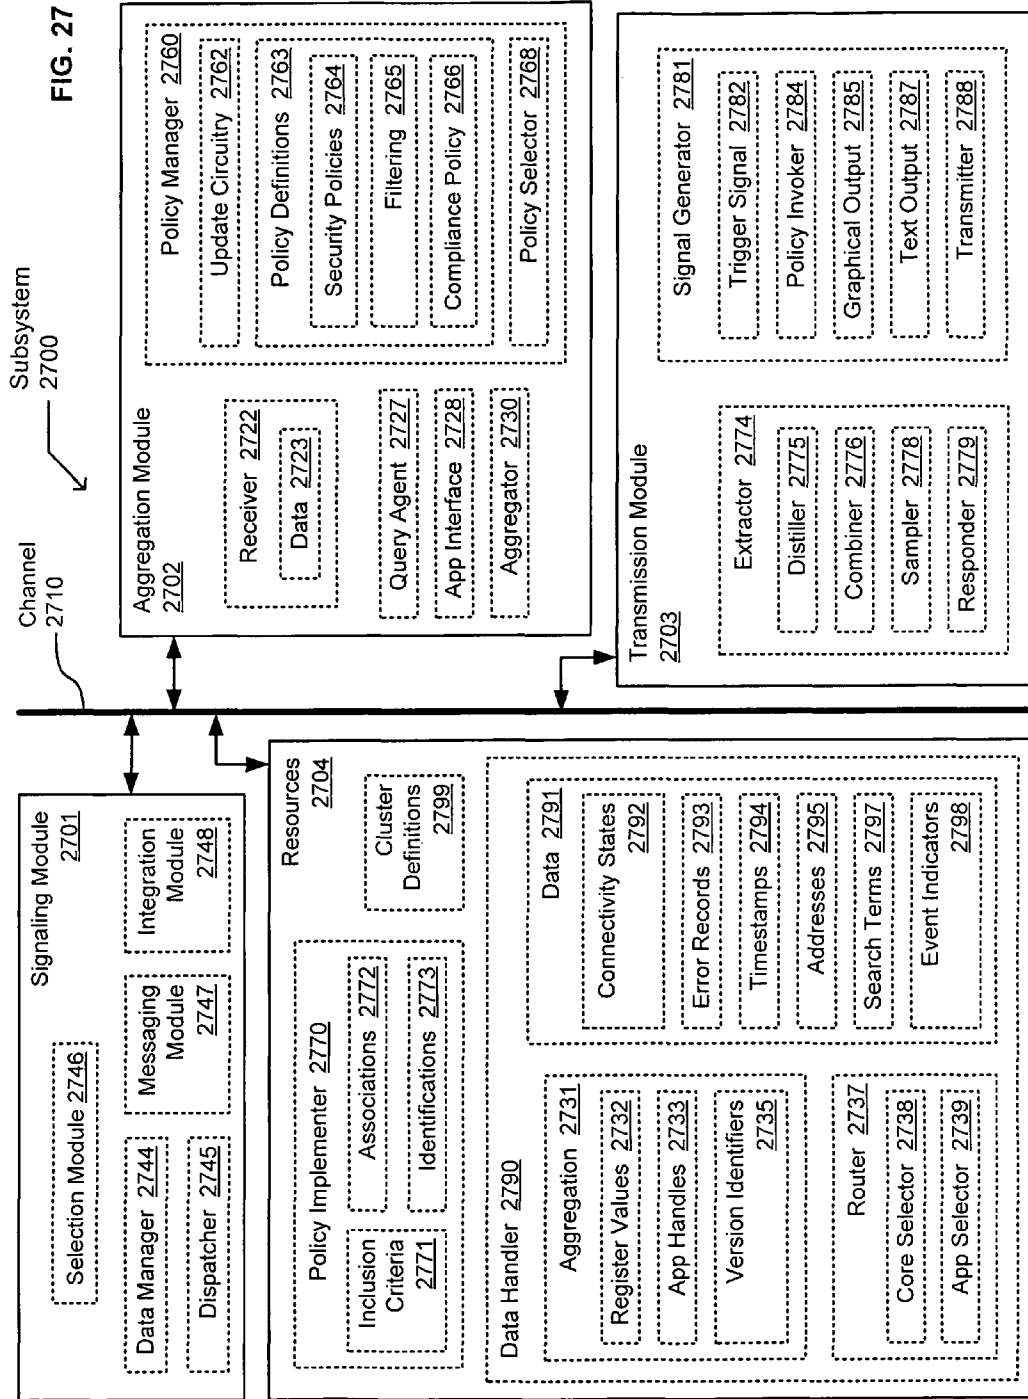 FIG. 27
Subsystem
2700
Channel
2710
Signaling Module
2701
Selection Module 2746
Data Manager 2744
Dispatcher 2745
Messaging
Module 2747
Integration
Module 2748
Aggregation Module
2702
Receiver 2722
Data 2723
Query Agent 2727
App Interface 2728
Aggregator 2730
Policy Manager 2760
Update Circuitry 2762
Policy Definitions 2763
Security Policies 2764
Filtering 2765
Compliance Policy 2766
Policy Selector 2768
Resources
2704
Policy Implementer 2770
Inclusion
Criteria
2771
Associations 2772
Identifications 2773
Cluster
Definitions
2799
Data Handler 2790
Aggregation 2731
Register Values 2732
App Handles 2733
Version Identifiers
2735
Router 2737
Core Selector 2738
App Selector 2739
Data 2791
Connectivity States
2792
Error Records 2793
Timestamps 2794
Addresses 2795
Search Terms 2797
Event Indicators
2798
Transmission Module
2703
Extractor 2774
Distiller 2775
Combiner 2776
Sampler 2778
Responder 2779
Signal Generator 2781
Trigger Signal 2782
Policy Invoker 2784
Graphical Output 2785
Text Output 2787
Transmitter 2788